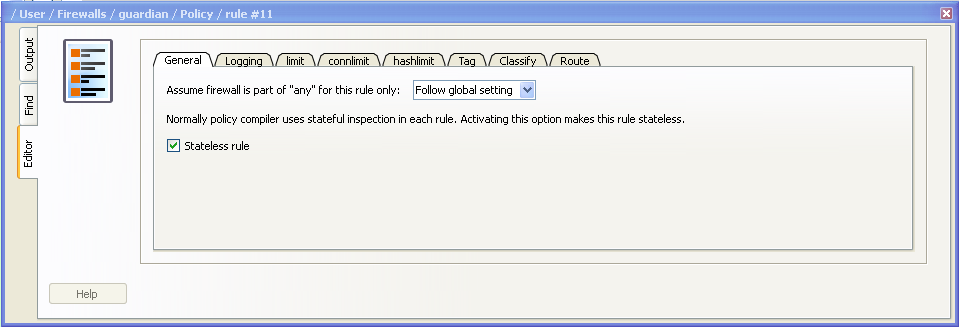 / User / Firewalls / guardian / Policy / rule #11
Output
Find
Editor
General Logging limit connlimit hashlimit Tag Classify Route
Assume firewall is part of "any" for this rule only: Follow global setting
Normally policy compiler uses stateful inspection in each rule. Activating this option makes this rule stateless.
Stateless rule
Help